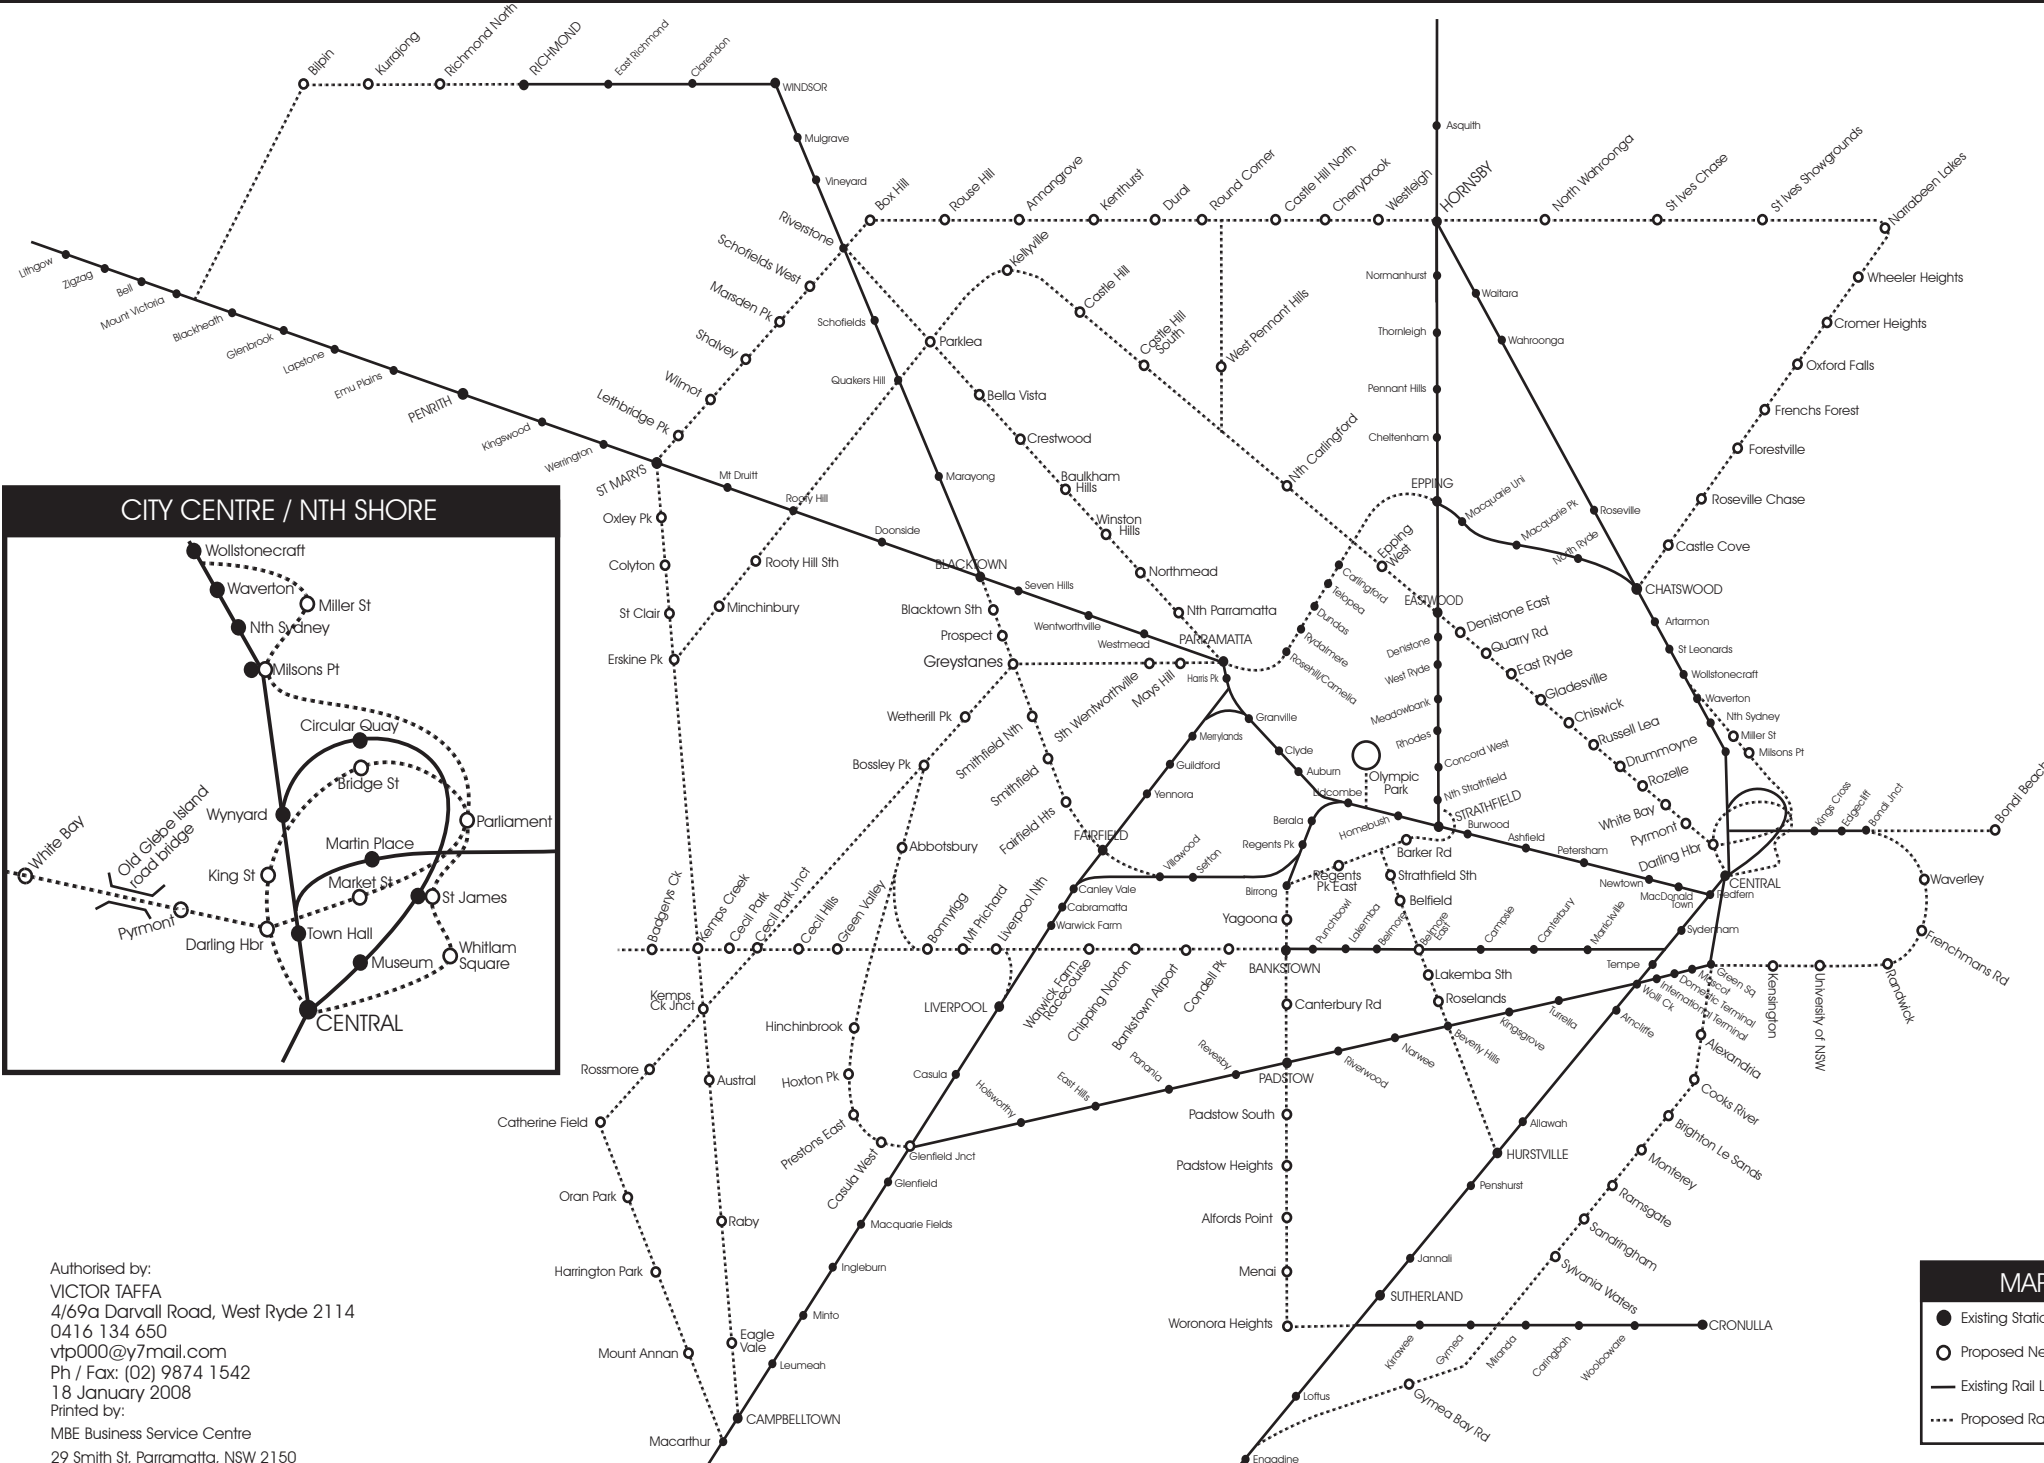 Bilpin
Kurrajong
Richmond North
RICHMOND
East Richmond
Clarendon
WINDSOR
Mulgrave
Vineyard
Riverstone
Box Hill
Rouse Hill
Annangrove
Kenthurst
Dural
Round Corner
Castle Hill North
Cherrybrook
Westleigh
HORNSBY
Asquith
North Wahroonga
St Ives Chase
St Ives Showgrounds
Narrabeen Lakes
Wheeler Heights
Cromer Heights
Oxford Falls
Frenchs Forest
Forestville
Roseville Chase
Castle Cove
CHATSWOOD
Lithgow
Zigzag
Bell
Mount Victoria
Blackheath
Glenbrook
Lapstone
Emu Plains
PENRITH
Kingswood
Werrington
ST MARYS
Mt Druitt
Rooty Hill
Doonside
BLACKTOWN
Seven Hills
Wentworthville
Westmead
PARRAMATTA
Harris Pk
Schofields West
Marsden Pk
Shalvey
Wilmot
Lethbridge Pk
Schofields
Quakers Hill
Marayong
Kellyville
Parklea
Castle Hill
Castle Hill
South
West Pennant Hills
Nth Carlingford
Bella Vista
Crestwood
Baulkham
Hills
Winston
Hills
Northmead
Nth Parramatta
Normanhurst
Thornleigh
Pennant Hills
Cheltenham
EPPING
Waitara
Wahroonga
Roseville
Macquarie Uni
Macquarie Pk
North Ryde
Epping
West
Carlingford
Telopea
Dundas
Rydalmere
Rosehill/Camelia
EASTWOOD
Denistone
West Ryde
Meadowbank
Rhodes
Concord West
Nth Strathfield
STRATHFIELD
Denistone East
Quarry Rd
East Ryde
Gladesville
Chiswick
Russell Lea
Drummoyne
Rozelle
White Bay
Pyrmont
Darling Hbr
Artarmon
St Leonards
Wollstonecraft
Waverton
Nth Sydney
Miller St
Milsons Pt
Kings Cross
Edgecliff
Bondi Jnct
Bondi Beach
Waverley
Frenchmans Rd
Randwick
University of NSW
Kensington
CENTRAL
Redfern
MacDonald
Town
Newtown
Petersham
Ashfield
Burwood
Homebush
Lidcombe
Olympic
Park
Auburn
Clyde
Granville
Merrylands
Guildford
Yennora
FAIRFIELD
Canley Vale
Cabramatta
Warwick Farm
Villawood
Sefton
Berala
Regents Pk
Birrong
Yagoona
BANKSTOWN
Regents
Pk East
Barker Rd
Strathfield Sth
Belfield
Belmore
East
Punchbowl
Lakemba
Belmore
Campsie
Canterbury
Marrickville
Sydenham
Tempe
Lakemba Sth
Roselands
Beverly Hills
Kingsgrove
Turrella
Wolli Ck
International Terminal
Domestic Terminal
Mascot
Green Sq
Arncliffe
Allawah
HURSTVILLE
Penshurst
Jannali
SUTHERLAND
Loftus
Engadine
Alexandria
Cooks River
Brighton Le Sands
Monterey
Ramsgate
Sandringham
Sylvania Waters
Gymea Bay Rd
Kirrawee
Gymea
Miranda
Caringbah
Woolooware
CRONULLA
Canterbury Rd
PADSTOW
Padstow South
Padstow Heights
Alfords Point
Menai
Woronora Heights
Riverwood
Narwee
Revesby
Panania
East Hills
Holsworthy
Oxley Pk
Colyton
St Clair
Erskine Pk
Rooty Hill Sth
Minchinbury
Blacktown Sth
Prospect
Greystanes
Sth Wentworthville
Mays Hill
Wetherill Pk
Bossley Pk
Abbotsbury
Smithfield Nth
Smithfield
Fairfield Hts
Badgerys Ck
Kemps Creek
Cecil Park
Cecil Park Jnct
Cecil Hills
Green Valley
Bonnyrigg
Mt Prichard
Liverpool Nth
Warwick Farm
Racecourse
Chipping Norton
Bankstown Airport
Condell Pk
LIVERPOOL
Casula
Glenfield Jnct
Glenfield
Macquarie Fields
Ingleburn
Minto
Leumeah
CAMPBELLTOWN
Macarthur
Kemps
Ck Jnct
Rossmore
Catherine Field
Oran Park
Harrington Park
Mount Annan
Austral
Raby
Eagle
Vale
Hinchinbrook
Hoxton Pk
Prestons East
Casula West
CITY CENTRE / NTH SHORE
Wollstonecraft
Waverton
Miller St
Nth Sydney
Milsons Pt
Circular Quay
Bridge St
Wynyard
Parliament
Martin Place
King St
Market St
St James
White Bay
Old Glebe Island
road bridge
Pyrmont
Darling Hbr
Town Hall
Museum
Whitlam
Square
CENTRAL
Authorised by:
VICTOR TAFFA
4/69a Darvall Road, West Ryde 2114
0416 134 650
vtp000@y7mail.com
Ph / Fax: (02) 9874 1542
18 January 2008
Printed by:
MBE Business Service Centre
29 Smith St, Parramatta, NSW 2150
Existing
Proposed
Existing Rail
Proposed